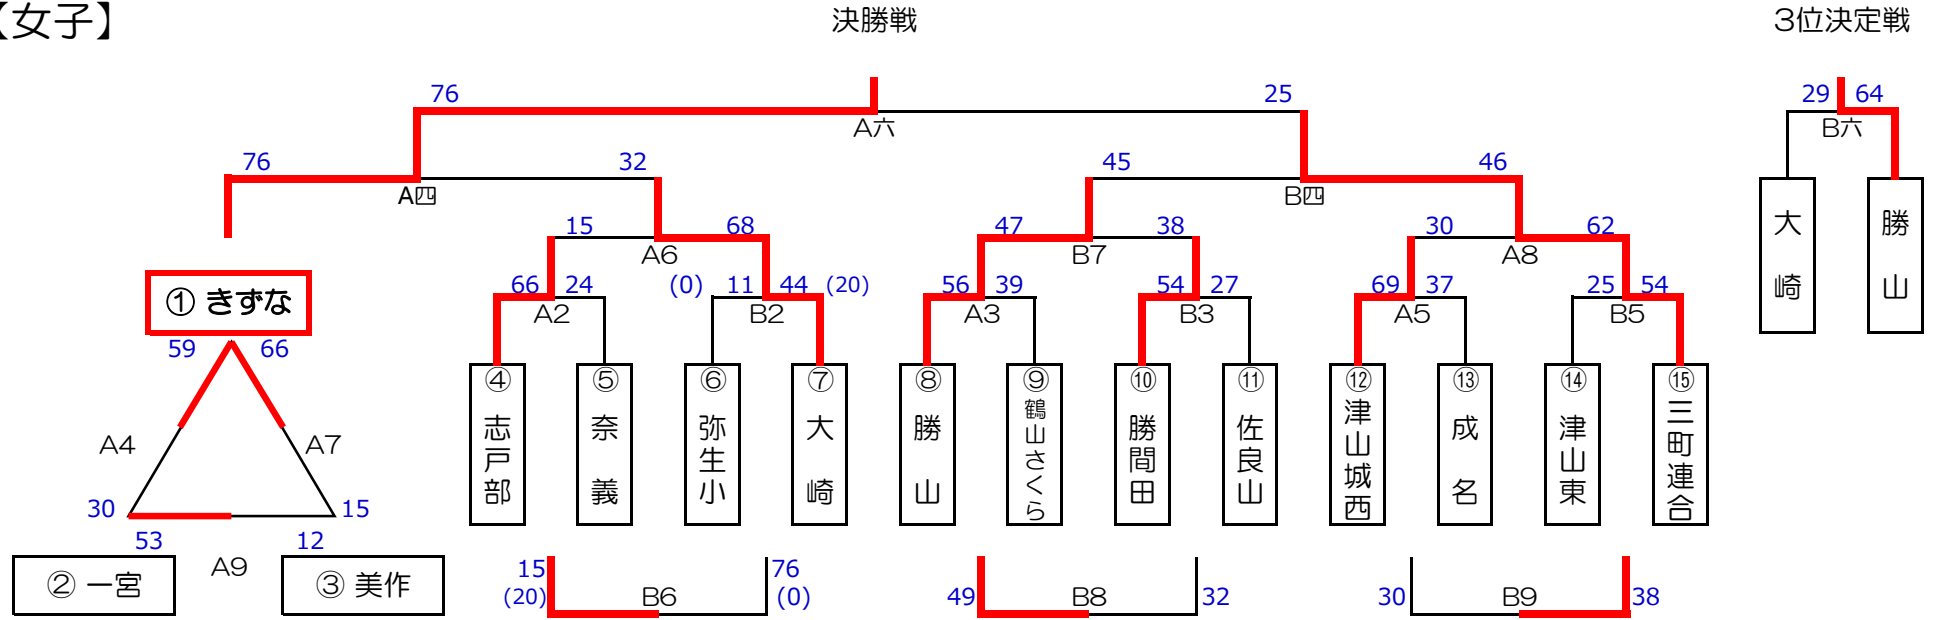 【女子】
決勝戦
3位決定戦
76 25
A六
29 64
B六
76 32
A四
45 46
B四
大崎
勝山
15 68
A6
47 38
B7
30 62
A8
66 24
A2
(0) 11 44 (20)
B2
56 39
A3
54 27
B3
69 37
A5
25 54
B5
① きずな
59 66
A4
A7
30
15
53 12
A9
② 一宮
③ 美作
④ 志戸部
⑤ 奈義
⑥ 弥生小
⑦ 大崎
⑧ 勝山
⑨ 鶴山さくら
⑩ 勝間田
⑪ 佐良山
⑫ 津山城西
⑬ 成名
⑭ 津山東
⑮ 三町連合
15 76
(20) B6 (0)
49 B8 32
30 B9 38